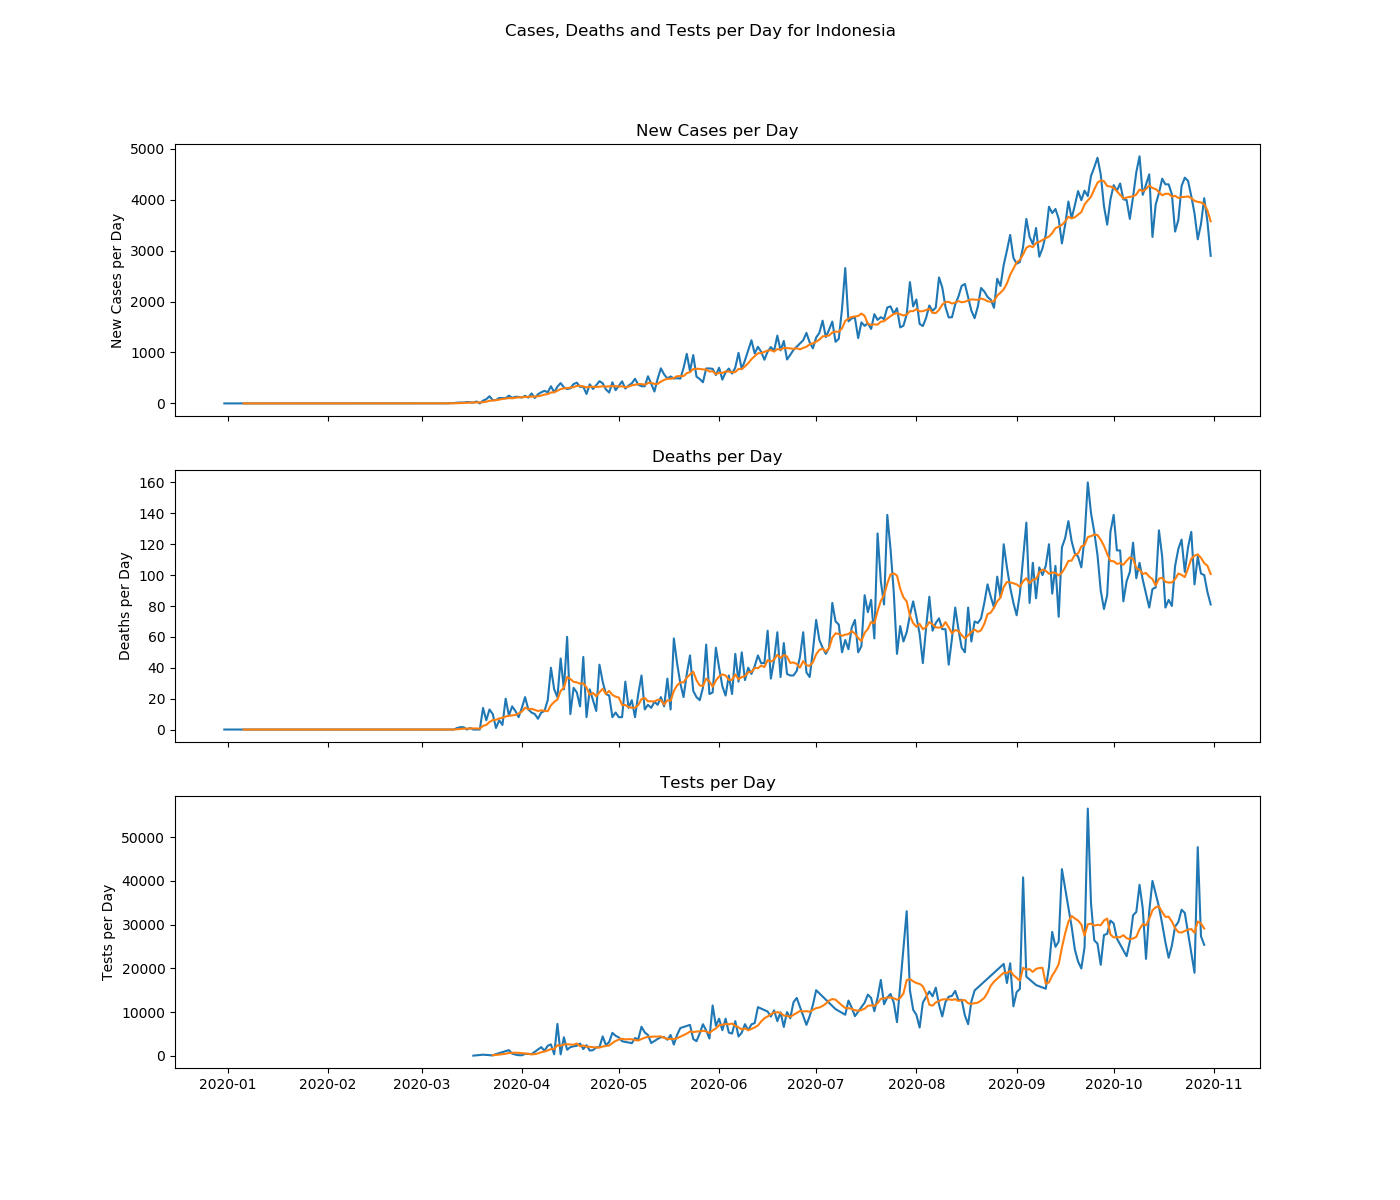 Cases, Deaths and Tests per Day for Indonesia
New Cases per Day
New Cases per Day
5000
4000
3000
2000
1000
0
Deaths per Day
Deaths per Day
160
140
120
100
80
60
40
20
0
Tests per Day
Tests per Day
50000
40000
30000
20000
10000
0
2020-01 2020-02 2020-03 2020-04 2020-05 2020-06 2020-07 2020-08 2020-09 2020-10 2020-11